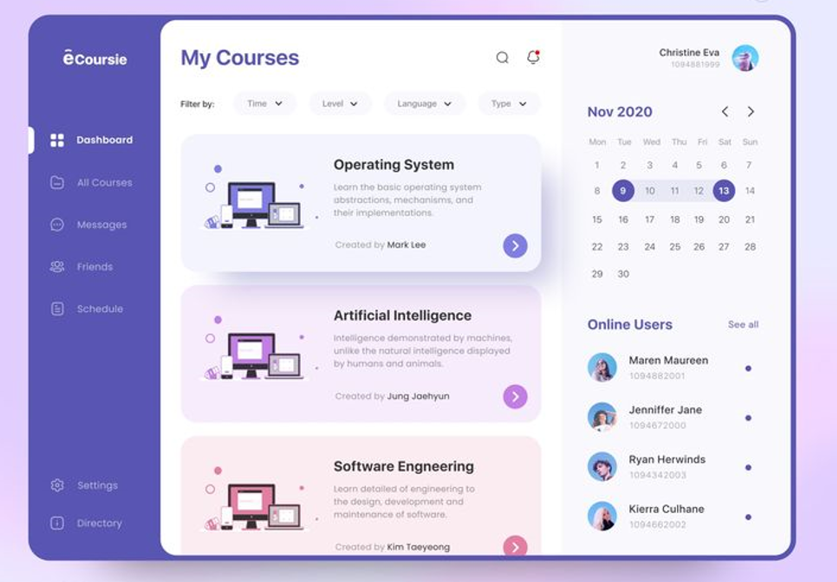 êCoursie
Dashboard
All Courses
Messages
Friends
Schedule
Settings
Directory
My Courses
Filter by:
Time
Level
Language
Type
Operating System
Learn the basic operating system
abstractions, mechanisms, and
their implementations.
Created by Mark Lee
Artificial Intelligence
Intelligence demonstrated by machines,
unlike the natural intelligence displayed
by humans and animals.
Created by Jung Jaehyun
Software Engneering
Learn detailed of engineering to
the design, development and
maintenance of software.
Created by Kim Taeyeong
Christine Eva
1094881999
Nov 2020
Mon Tue Wed Thu Fri Sat Sun
1 2 3 4 5 6 7
8 9 10 11 12 13 14
15 16 17 18 19 20 21
22 23 24 25 26 27 28
29 30
Online Users
See all
Maren Maureen
1094882001
Jenniffer Jane
1094672000
Ryan Herwinds
1094342003
Kierra Culhane
1094662002